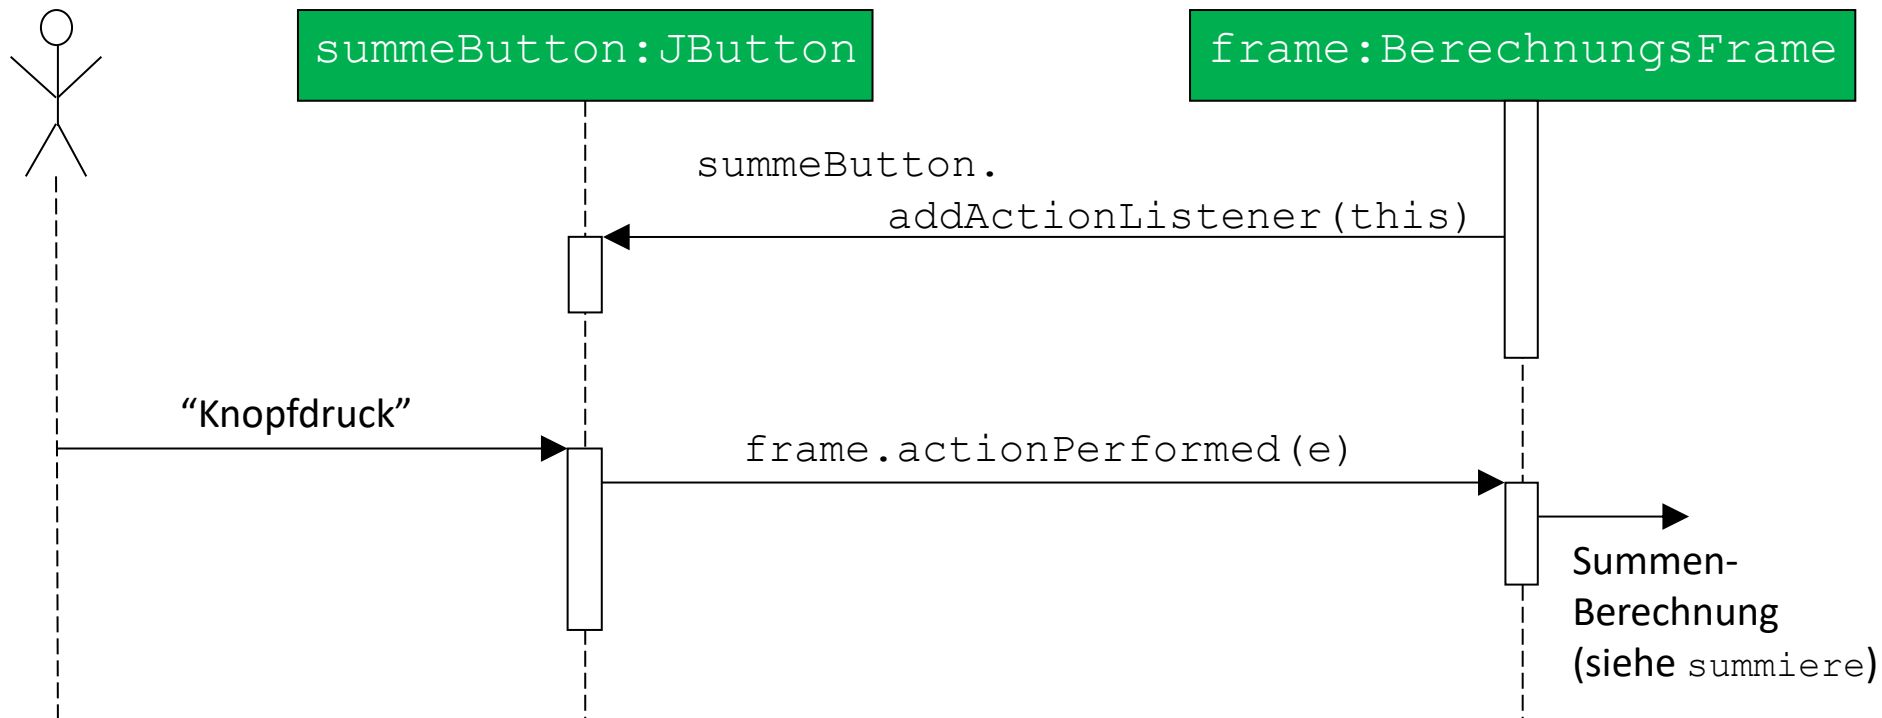 summeButton:JButton
frame:BerechnungsFrame
summeButton.
addActionListener(this)
“Knopfdruck”
frame.actionPerformed(e)
Summen-
Berechnung
(siehe summiere)